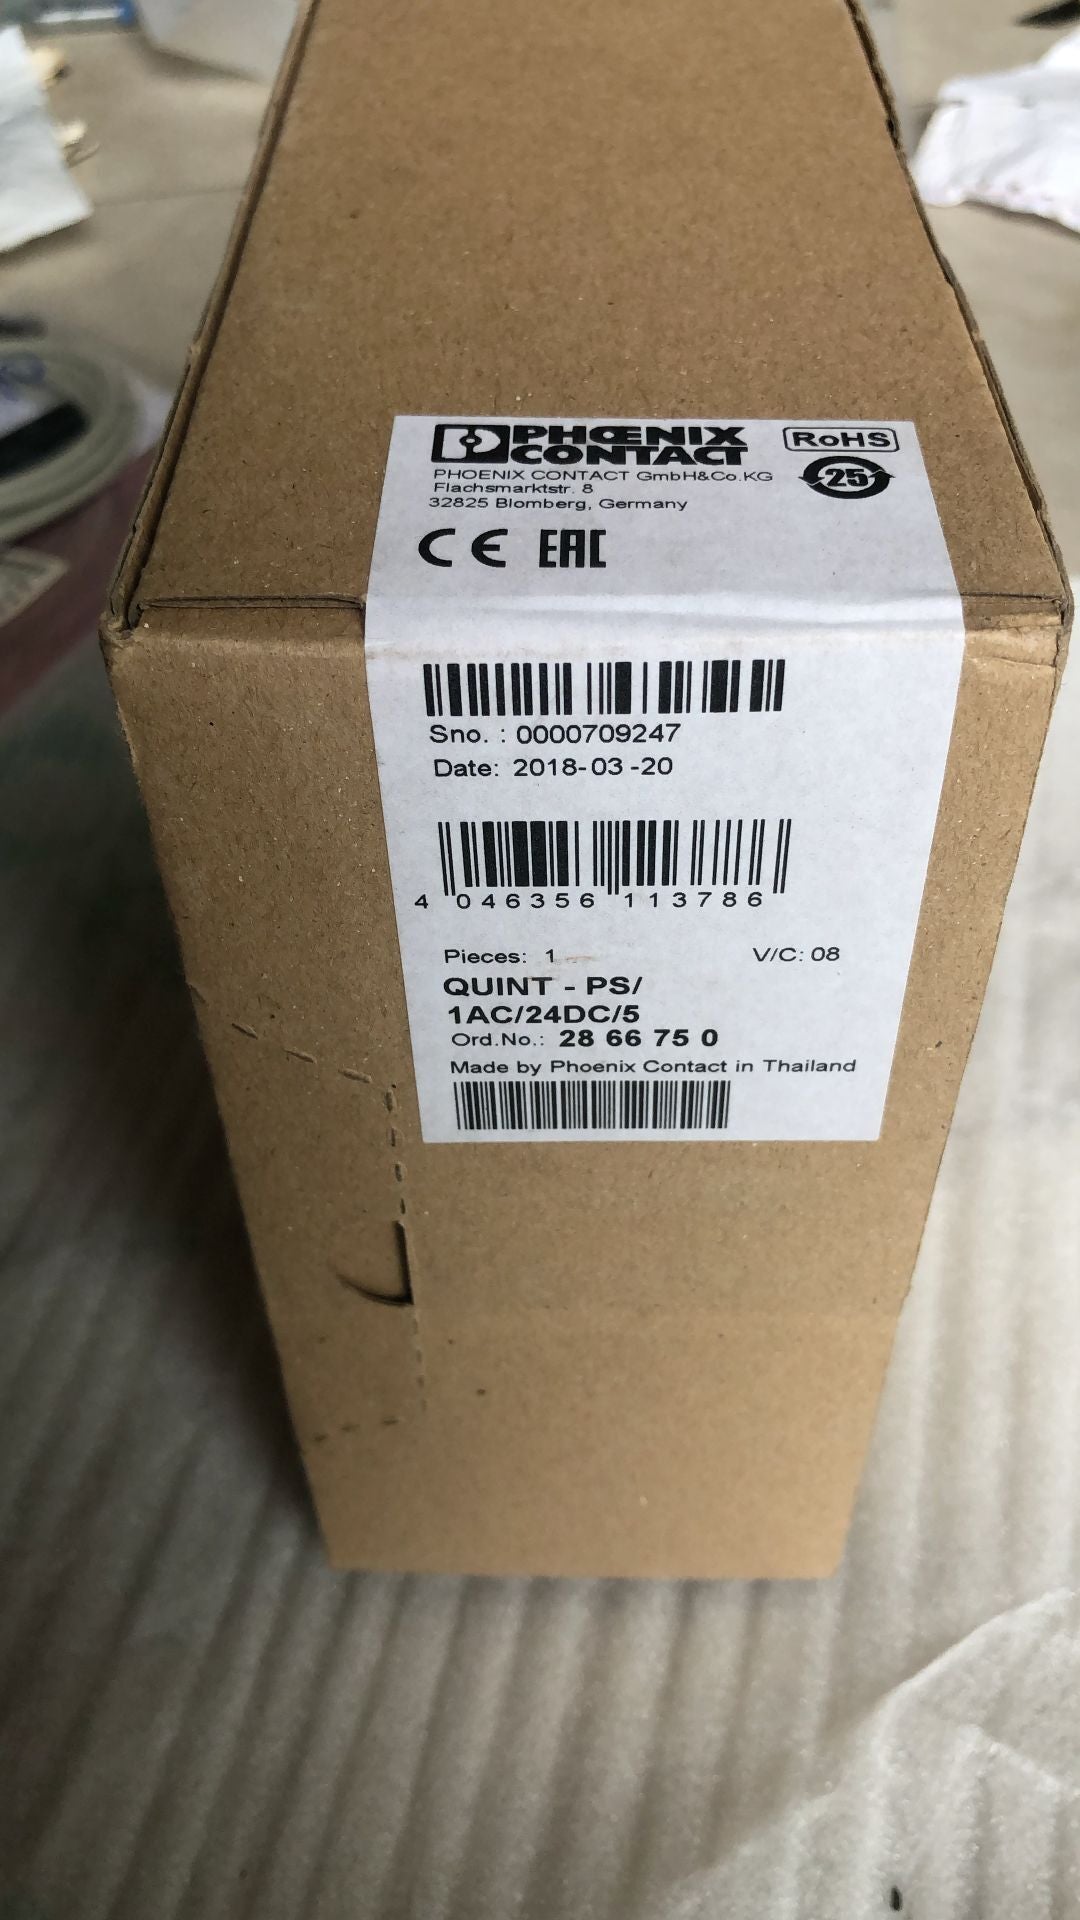 PHOENIX CONTACT
RoHS
PHOENIX CONTACT GmbH&Co.KG
Flachsmarktstr. 8
32825 Blomberg, Germany
25
CE EAC
Sno. : 0000709247
Date: 2018-03-20
4 046356 113786
Pieces: 1 V/C: 08
QUINT - PS/
1AC/24DC/5
Ord.No.: 28 66 75 0
Made by Phoenix Contact in Thailand